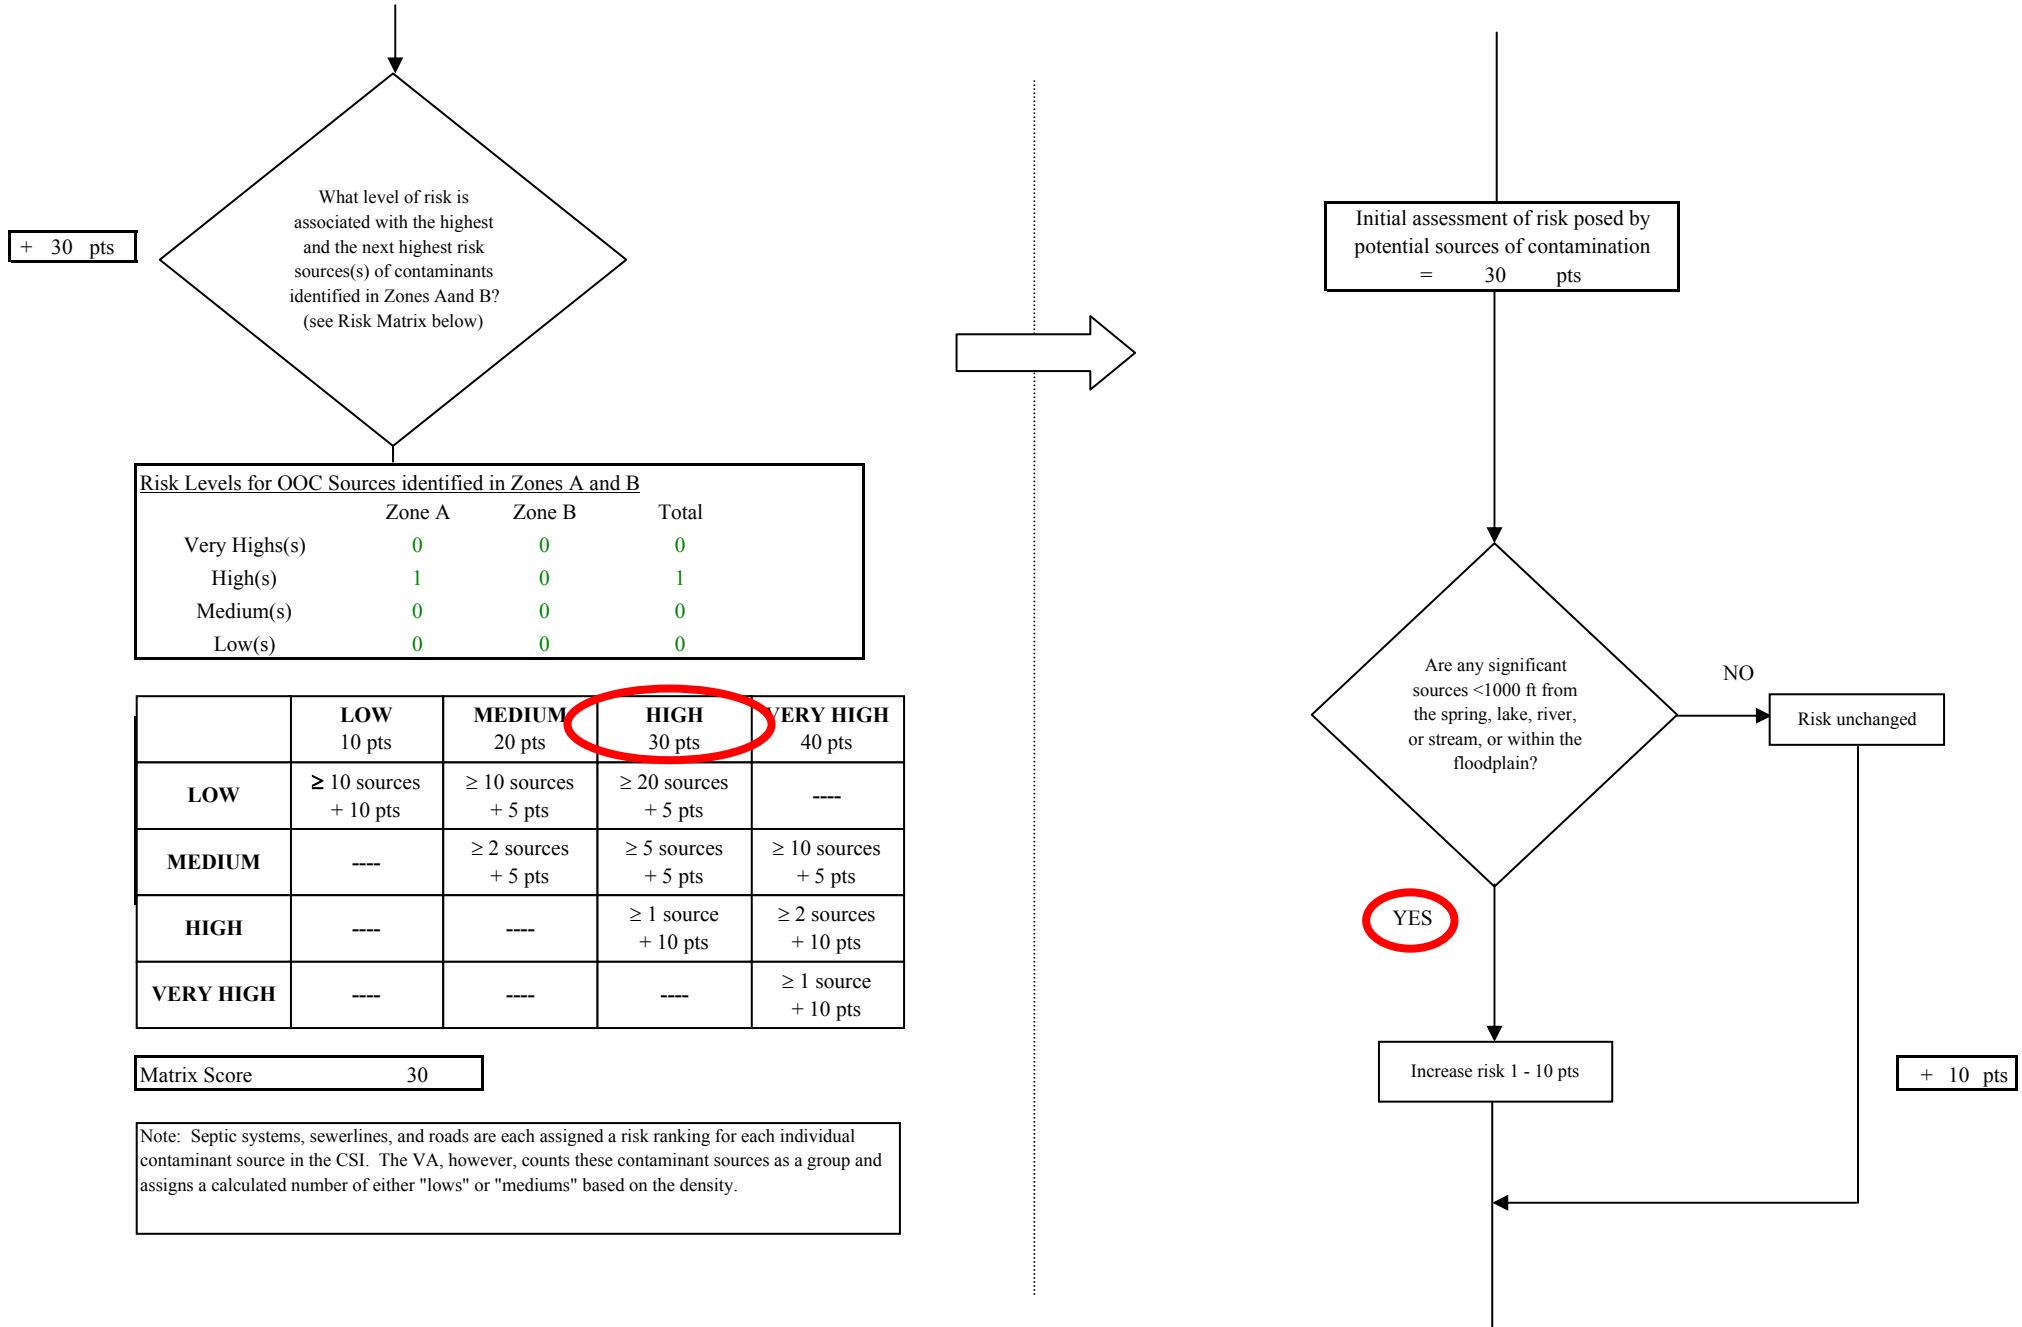 What level of risk is
associated with the highest
and the next highest risk
sources(s) of contaminants
identified in Zones Aand B?
(see Risk Matrix below)
+ 30 pts
Risk Levels for OOC Sources identified in Zones A and B
Zone A Zone B Total
Very Highs(s) 0 0 0
High(s) 1 0 1
Medium(s) 0 0 0
Low(s) 0 0 0
LOW MEDIUM HIGH VERY HIGH
10 pts 20 pts 30 pts 40 pts
LOW ≥ 10 sources ≥ 10 sources ≥ 20 sources ----
+ 10 pts + 5 pts + 5 pts
MEDIUM ---- ≥ 2 sources ≥ 5 sources ≥ 10 sources
+ 5 pts + 5 pts + 5 pts
HIGH ---- ---- ≥ 1 source ≥ 2 sources
+ 10 pts + 10 pts
VERY HIGH ---- ---- ---- ≥ 1 source
+ 10 pts
Matrix Score 30
Note: Septic systems, sewerlines, and roads are each assigned a risk ranking for each individual
contaminant source in the CSI. The VA, however, counts these contaminant sources as a group and
assigns a calculated number of either "lows" or "mediums" based on the density.
Initial assessment of risk posed by
potential sources of contamination
= 30 pts
Are any significant
sources <1000 ft from
the spring, lake, river,
or stream, or within the
floodplain?
NO
Risk unchanged
YES
Increase risk 1 - 10 pts
+ 10 pts